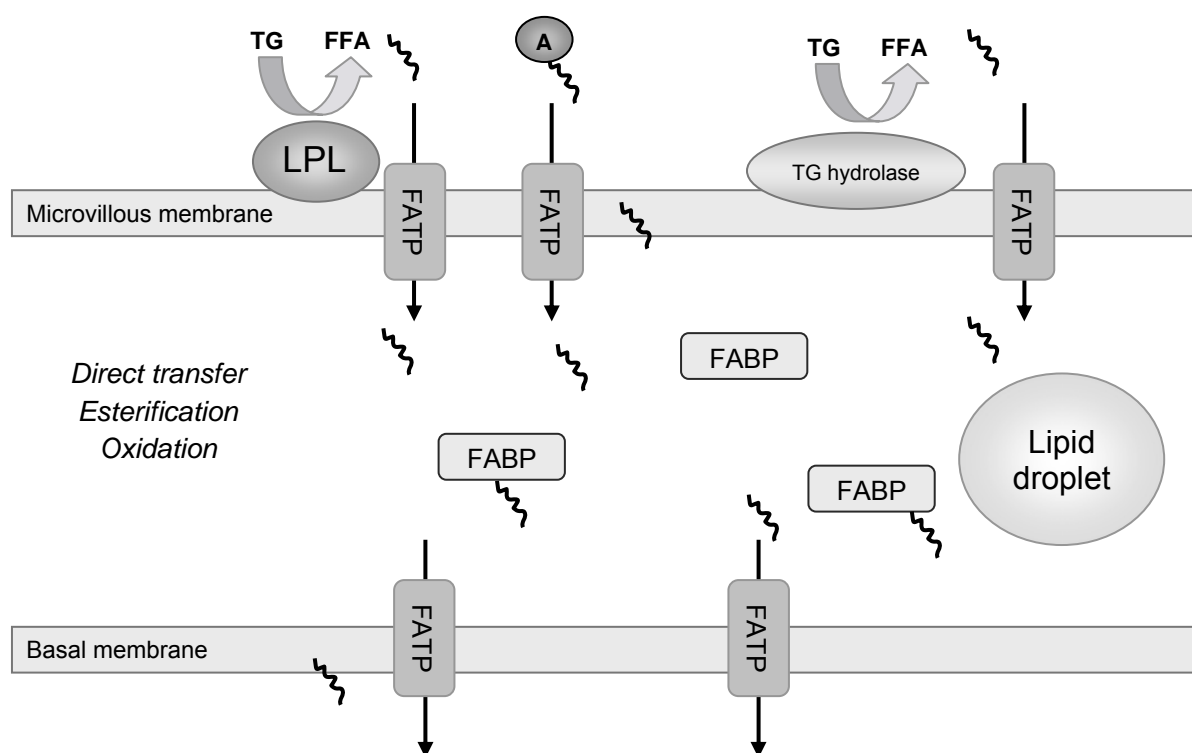 TG FFA
A
TG FFA
LPL
TG hydrolase
Microvillous membrane
FATP
FATP
FATP
FABP
Direct transfer
Esterification
Oxidation
FABP
FABP
Lipid
droplet
FATP
FATP
Basal membrane